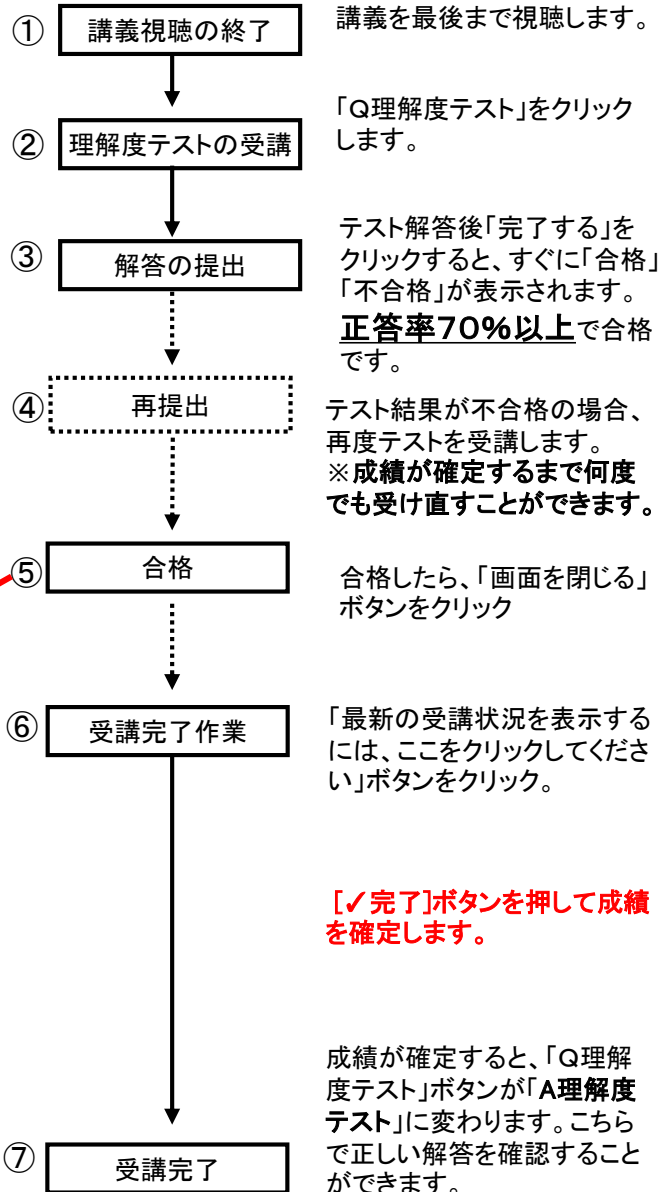 ①
講義視聴の終了
講義を最後まで視聴します。
②
理解度テストの受講
「Q理解度テスト」をクリック
します。
③
解答の提出
テスト解答後「完了する」を
クリックすると、すぐに「合格」
「不合格」が表示されます。
正答率70%以上で合格
です。
④
再提出
テスト結果が不合格の場合、
再度テストを受講します。
※成績が確定するまで何度
でも受け直すことができます。
⑤
合格
合格したら、「画面を閉じる」
ボタンをクリック
⑥
受講完了作業
「最新の受講状況を表示する
には、ここをクリックしてくださ
い」ボタンをクリック。
[✓完了]ボタンを押して成績
を確定します。
成績が確定すると、「Q理解
度テスト」ボタンが「A理解度
テスト」に変わります。こちら
で正しい解答を確認すること
ができます。
⑦
受講完了